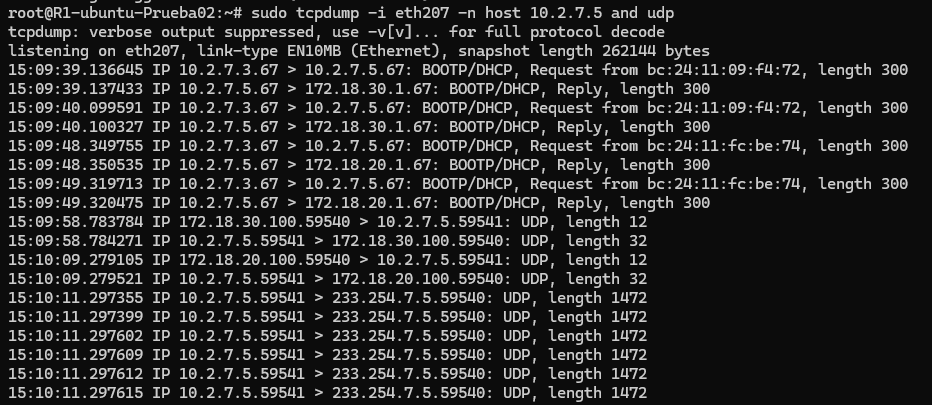 root@R1-ubuntu-Prueba02:~# sudo tcpdump -i eth207 -n host 10.2.7.5 and udp
tcpdump: verbose output suppressed, use -v[v]... for full protocol decode
listening on eth207, link-type EN10MB (Ethernet), snapshot length 262144 bytes
15:09:39.136645 IP 10.2.7.3.67 > 10.2.7.5.67: BOOTP/DHCP, Request from bc:24:11:09:f4:72, length 300
15:09:39.137433 IP 10.2.7.5.67 > 172.18.30.1.67: BOOTP/DHCP, Reply, length 300
15:09:40.099591 IP 10.2.7.3.67 > 10.2.7.5.67: BOOTP/DHCP, Request from bc:24:11:09:f4:72, length 300
15:09:40.100327 IP 10.2.7.5.67 > 172.18.30.1.67: BOOTP/DHCP, Reply, length 300
15:09:48.349755 IP 10.2.7.3.67 > 10.2.7.5.67: BOOTP/DHCP, Request from bc:24:11:fc:be:74, length 300
15:09:48.350535 IP 10.2.7.5.67 > 172.18.20.1.67: BOOTP/DHCP, Reply, length 300
15:09:49.319713 IP 10.2.7.3.67 > 10.2.7.5.67: BOOTP/DHCP, Request from bc:24:11:fc:be:74, length 300
15:09:49.320475 IP 10.2.7.5.67 > 172.18.20.1.67: BOOTP/DHCP, Reply, length 300
15:09:58.783784 IP 172.18.30.100.59540 > 10.2.7.5.59541: UDP, length 12
15:09:58.784271 IP 10.2.7.5.59541 > 172.18.30.100.59540: UDP, length 32
15:10:09.279105 IP 172.18.20.100.59540 > 10.2.7.5.59541: UDP, length 12
15:10:09.279521 IP 10.2.7.5.59541 > 172.18.20.100.59540: UDP, length 32
15:10:11.297355 IP 10.2.7.5.59541 > 233.254.7.5.59540: UDP, length 1472
15:10:11.297399 IP 10.2.7.5.59541 > 233.254.7.5.59540: UDP, length 1472
15:10:11.297602 IP 10.2.7.5.59541 > 233.254.7.5.59540: UDP, length 1472
15:10:11.297609 IP 10.2.7.5.59541 > 233.254.7.5.59540: UDP, length 1472
15:10:11.297612 IP 10.2.7.5.59541 > 233.254.7.5.59540: UDP, length 1472
15:10:11.297615 IP 10.2.7.5.59541 > 233.254.7.5.59540: UDP, length 1472